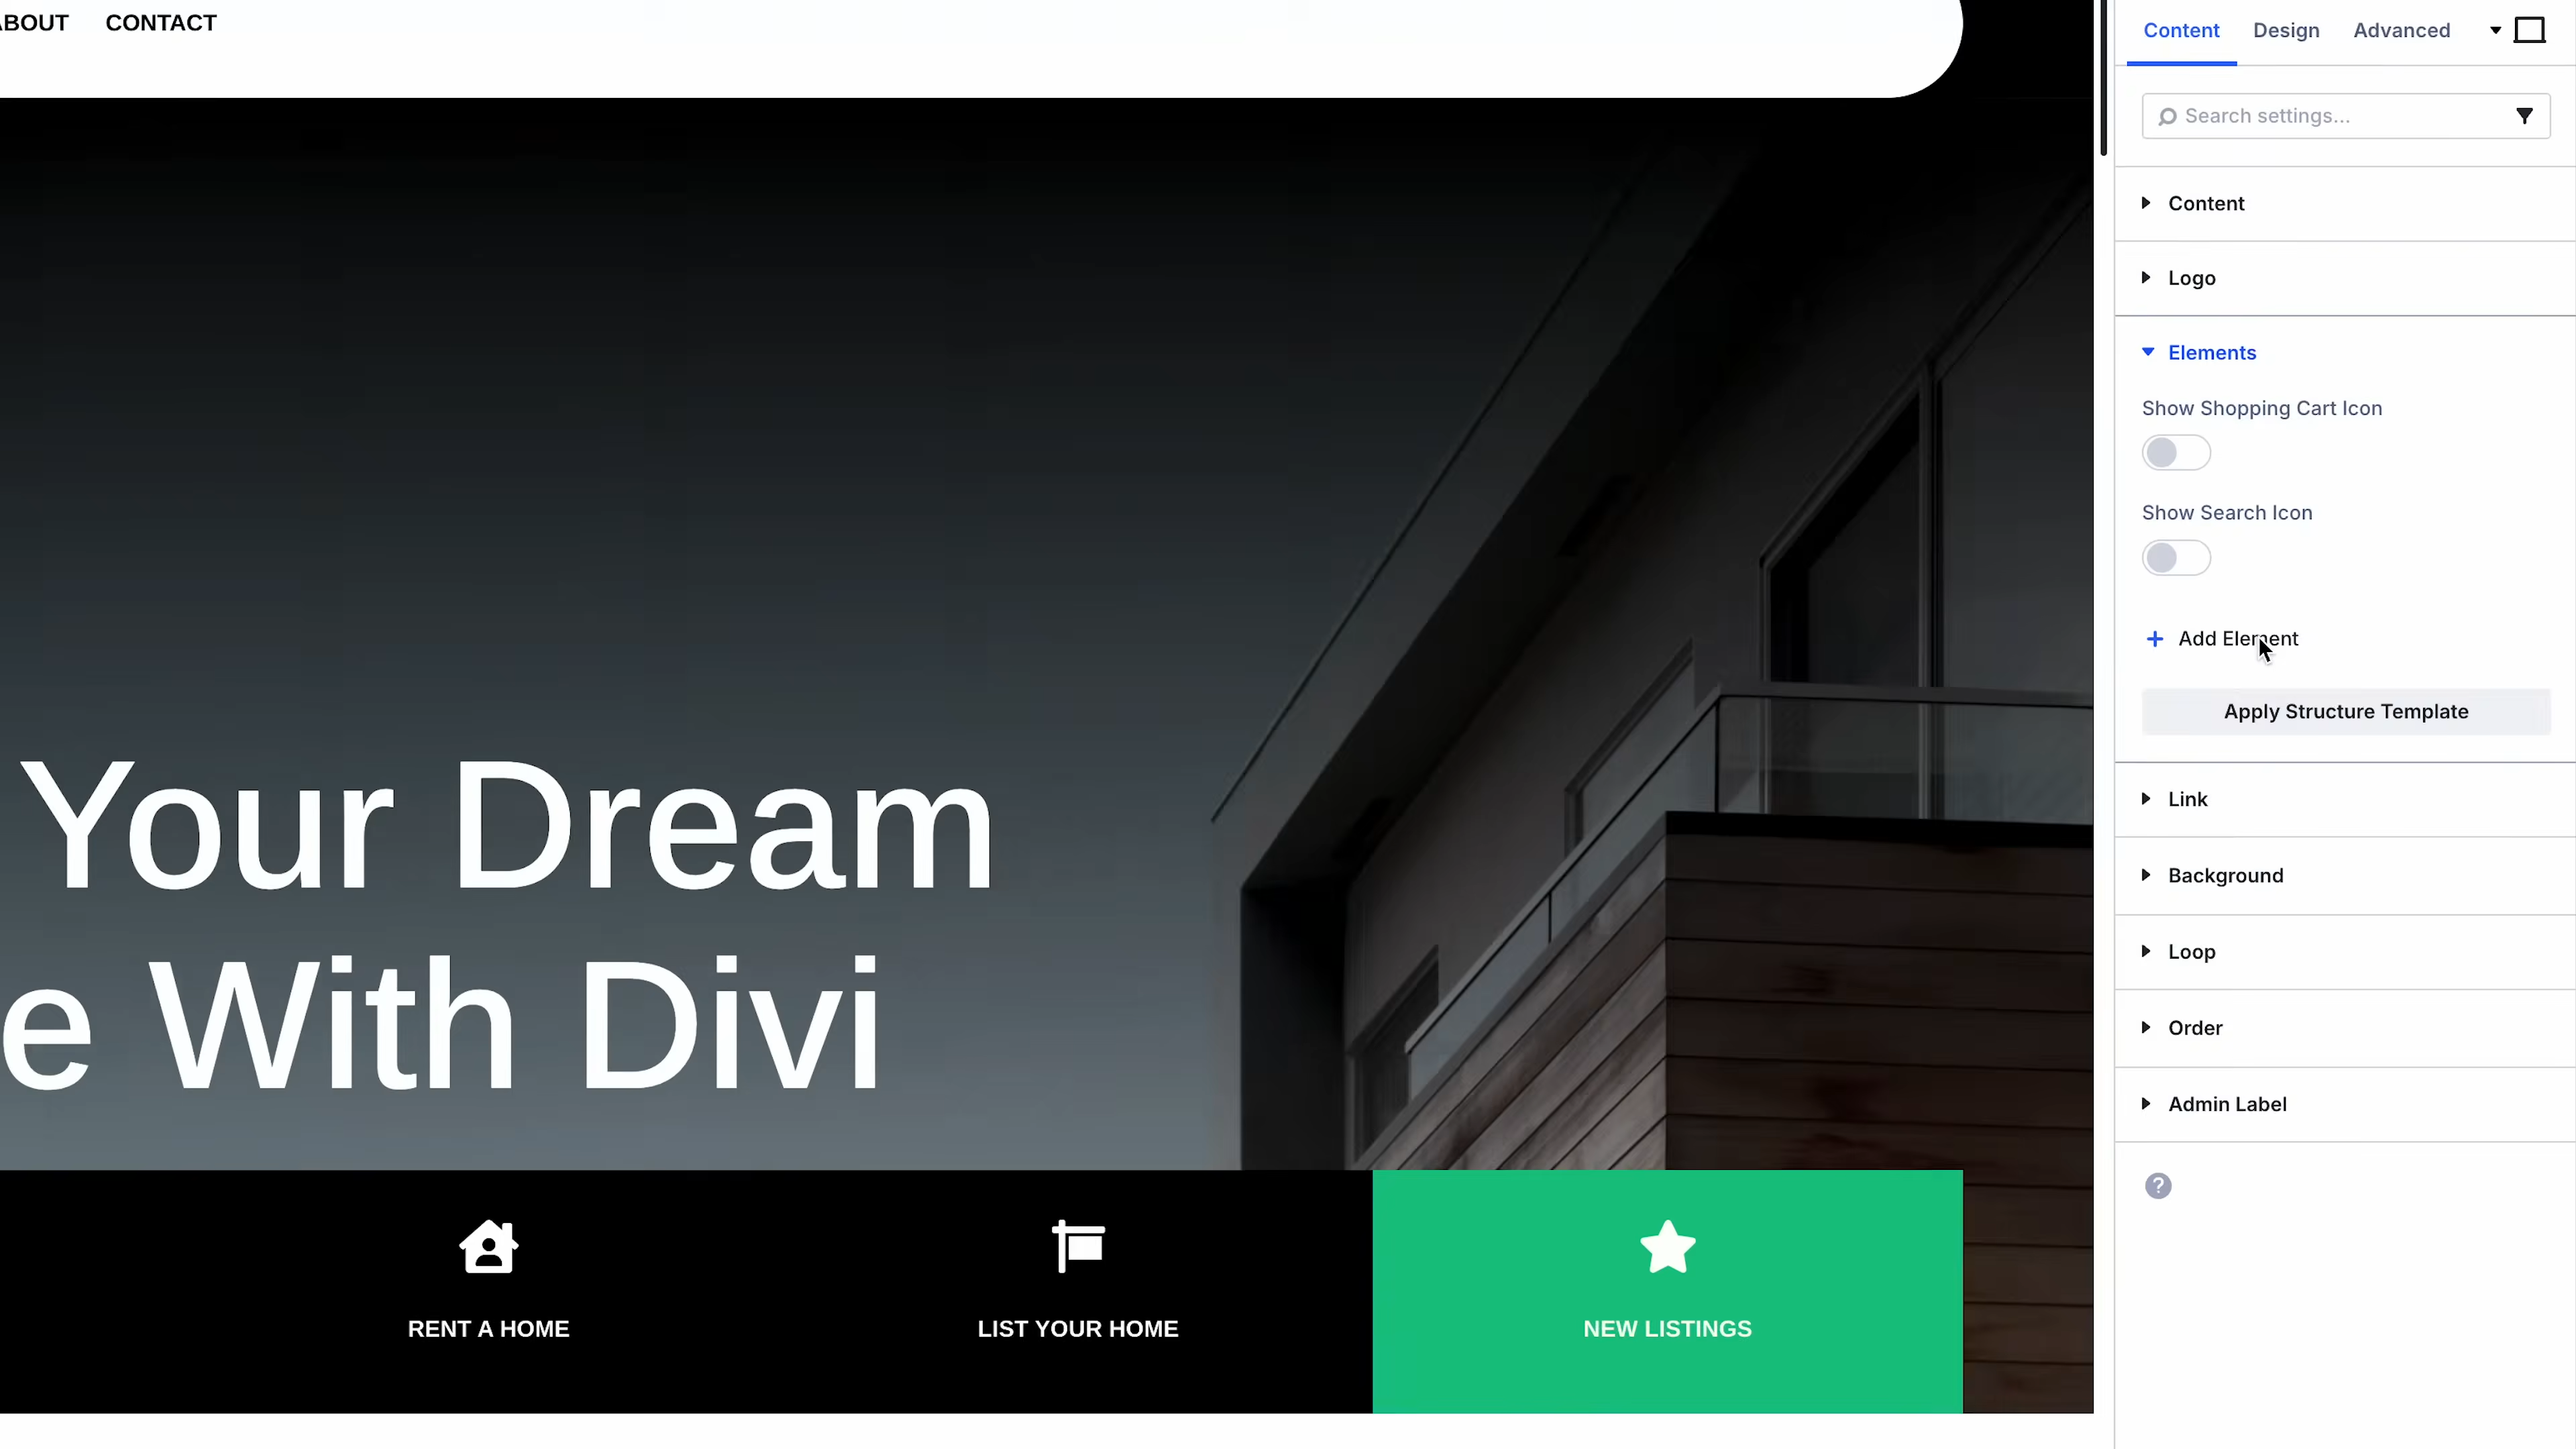 ABOUT CONTACT
Your Dream
e With Divi
RENT A HOME
LIST YOUR HOME
NEW LISTINGS
Content Design Advanced
Search settings...
Content
Logo
Elements
Show Shopping Cart Icon
Show Search Icon
+ Add Element
Apply Structure Template
Link
Background
Loop
Order
Admin Label
?